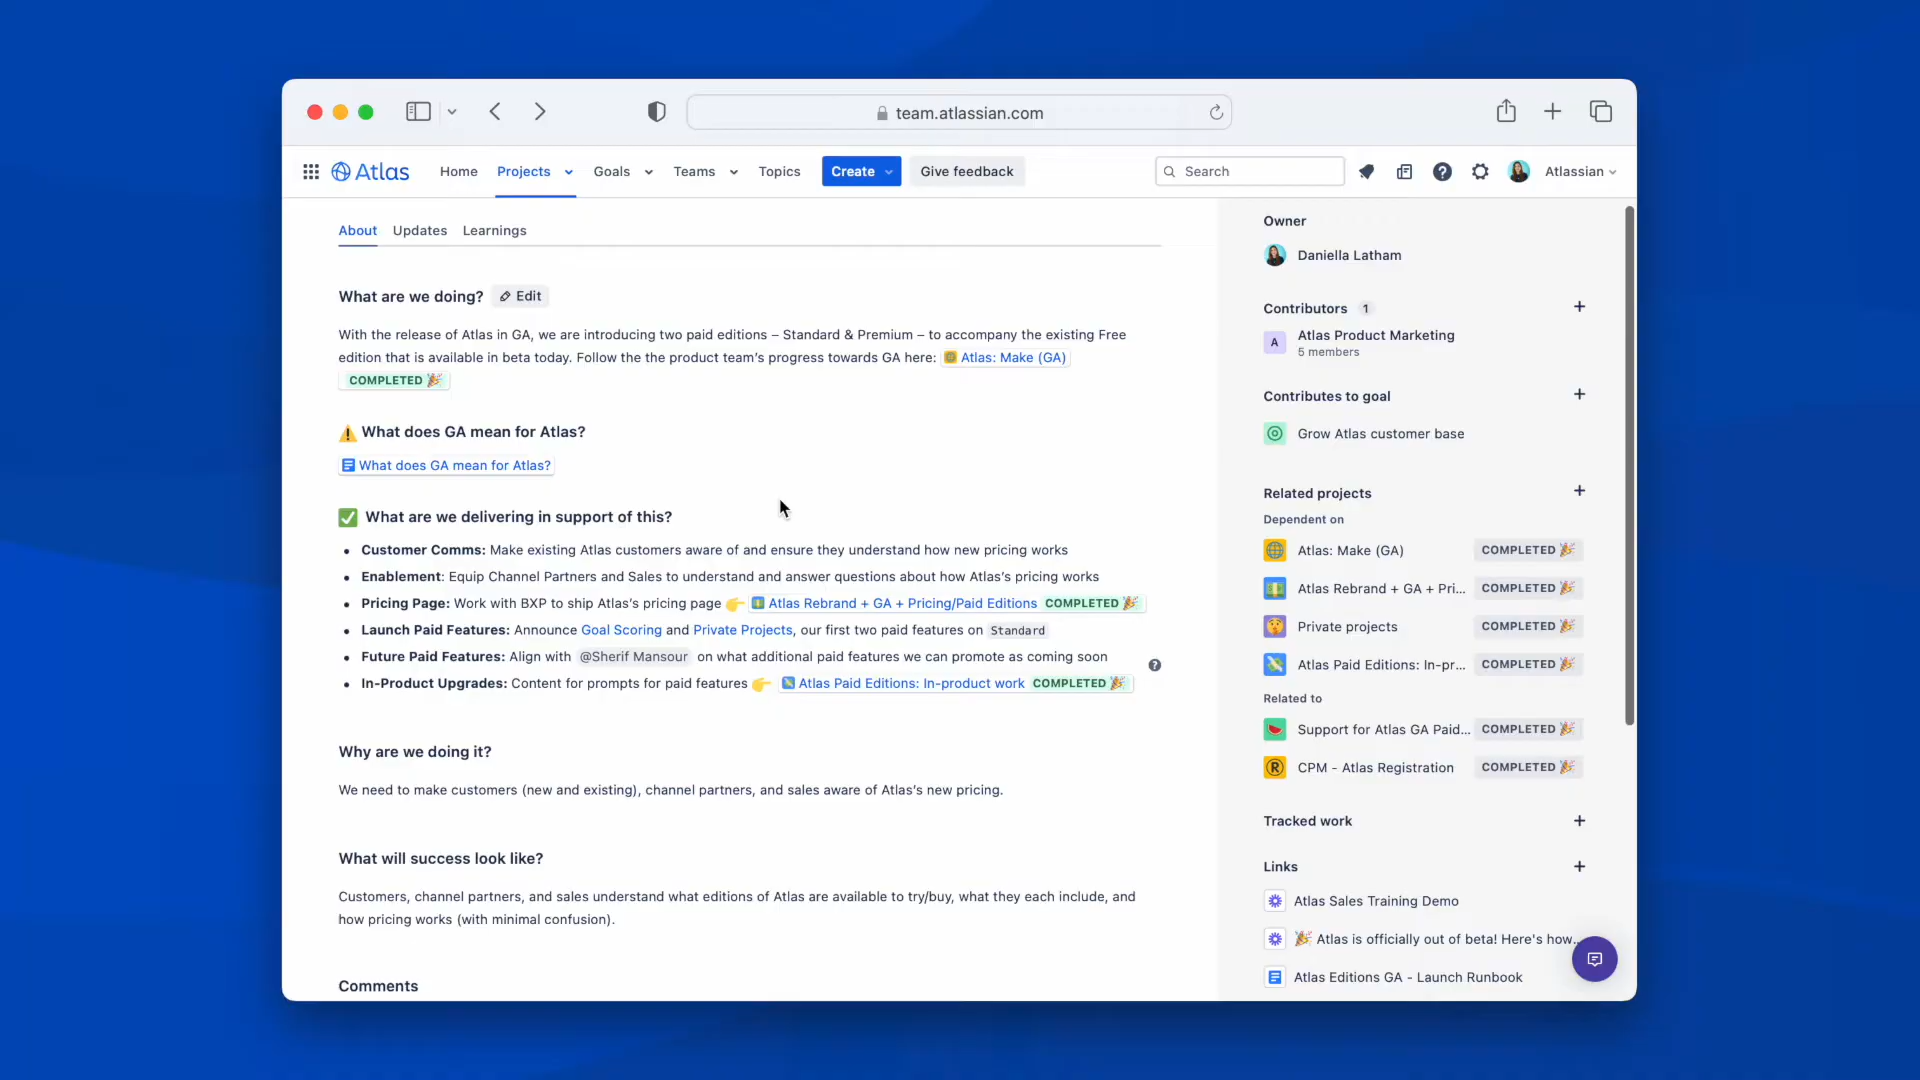 team.atlassian.com
Atlas Home Projects Goals Teams Topics Create Give feedback Search Atlassian
About Updates Learnings
What are we doing? Edit
With the release of Atlas in GA, we are introducing two paid editions – Standard & Premium – to accompany the existing Free
edition that is available in beta today. Follow the the product team's progress towards GA here: Atlas: Make (GA)
COMPLETED 🎉
⚠️ What does GA mean for Atlas?
What does GA mean for Atlas?
✅ What are we delivering in support of this?
• Customer Comms: Make existing Atlas customers aware of and ensure they understand how new pricing works
• Enablement: Equip Channel Partners and Sales to understand and answer questions about how Atlas's pricing works
• Pricing Page: Work with BXP to ship Atlas's pricing page 👉 Atlas Rebrand + GA + Pricing/Paid Editions COMPLETED 🎉
• Launch Paid Features: Announce Goal Scoring and Private Projects, our first two paid features on Standard
• Future Paid Features: Align with @Sherif Mansour on what additional paid features we can promote as coming soon
• In-Product Upgrades: Content for prompts for paid features 👉 Atlas Paid Editions: In-product work COMPLETED 🎉
Why are we doing it?
We need to make customers (new and existing), channel partners, and sales aware of Atlas's new pricing.
What will success look like?
Customers, channel partners, and sales understand what editions of Atlas are available to try/buy, what they each include, and
how pricing works (with minimal confusion).
Comments
Owner
Daniella Latham
Contributors 1
A Atlas Product Marketing
5 members
Contributes to goal
Grow Atlas customer base
Related projects
Dependent on
Atlas: Make (GA) COMPLETED 🎉
Atlas Rebrand + GA + Pri... COMPLETED 🎉
Private projects COMPLETED 🎉
Atlas Paid Editions: In-pr... COMPLETED 🎉
Related to
Support for Atlas GA Paid... COMPLETED 🎉
CPM - Atlas Registration COMPLETED 🎉
Tracked work
Links
Atlas Sales Training Demo
🎉 Atlas is officially out of beta! Here's how...
Atlas Editions GA - Launch Runbook